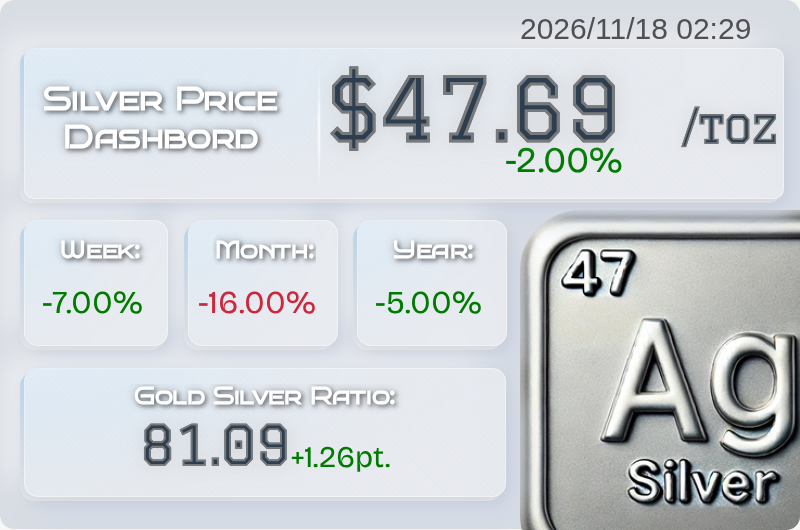 2026/11/18 02:29
Silver Price
Dashbord
$47.69
/TOZ
-2.00%
Week:
-7.00%
Month:
-16.00%
Year:
-5.00%
Gold Silver Ratio:
81.09 +1.26pt.
47
Ag
Silver